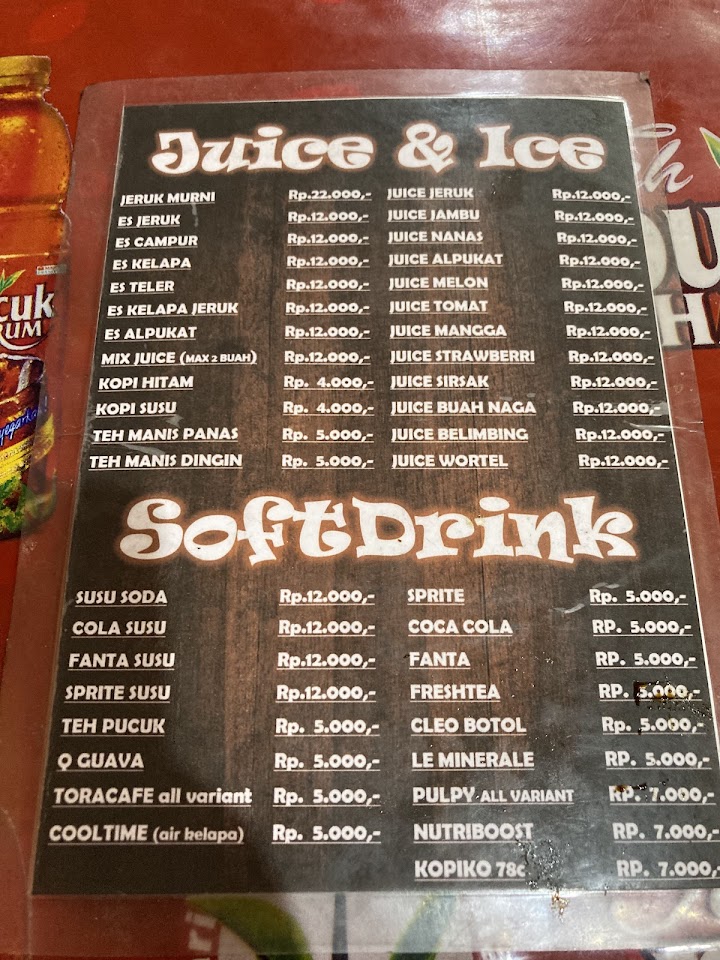 Juice & Ice
JERUK MURNI Rp.22.000,- JUICE JERUK Rp.12.000,-
ES JERUK Rp.12.000,- JUICE JAMBU Rp.12.000,-
ES CAMPUR Rp.12.000,- JUICE NANAS Rp.12.000,-
ES KELAPA Rp.12.000,- JUICE ALPUKAT Rp.12.000,-
ES TELER Rp.12.000,- JUICE MELON Rp.12.000,-
ES KELAPA JERUK Rp.12.000,- JUICE TOMAT Rp.12.000,-
ES ALPUKAT Rp.12.000,- JUICE MANGGA Rp.12.000,-
MIX JUICE (MAX 2 BUAH) Rp.12.000,- JUICE STRAWBERRI Rp.12.000,-
KOPI HITAM Rp. 4.000,- JUICE SIRSAK Rp.12.000,-
KOPI SUSU Rp. 4.000,- JUICE BUAH NAGA Rp.12.000,-
TEH MANIS PANAS Rp. 5.000,- JUICE BELIMBING Rp.12.000,-
TEH MANIS DINGIN Rp. 5.000,- JUICE WORTEL Rp.12.000,-
SoftDrink
SUSU SODA Rp.12.000,- SPRITE Rp. 5.000,-
COLA SUSU Rp.12.000,- COCA COLA RP. 5.000,-
FANTA SUSU Rp.12.000,- FANTA RP. 5.000,-
SPRITE SUSU Rp.12.000,- FRESHTEA RP. 5.000,-
TEH PUCUK Rp. 5.000,- CLEO BOTOL Rp. 5.000,-
Q GUAVA Rp. 5.000,- LE MINERALE RP. 5.000,-
TORACAFE all variant Rp. 5.000,- PULPY ALL VARIANT RP. 7.000,-
COOLTIME (air kelapa) Rp. 5.000,- NUTRIBOOST RP. 7.000,-
KOPIKO 78c RP. 7.000,-
cuk
RUM